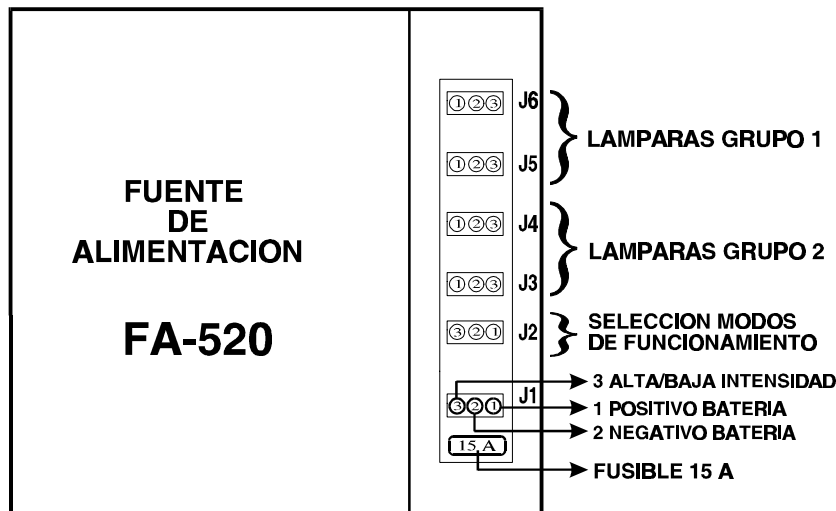 FUENTE
DE
ALIMENTACION
FA-520
①②③ J6
LAMPARAS GRUPO 1
①②③ J5
①②③ J4
LAMPARAS GRUPO 2
①②③ J3
③②① J2
SELECCION MODOS
DE FUNCIONAMIENTO
③②① J1
3 ALTA/BAJA INTENSIDAD
1 POSITIVO BATERIA
2 NEGATIVO BATERIA
15 A
FUSIBLE 15 A